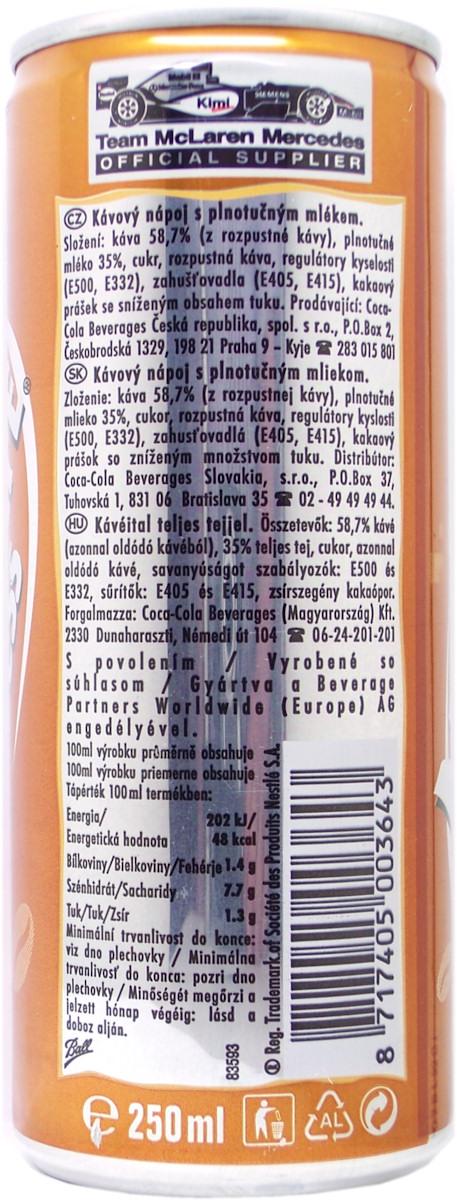 Mobil 1
Kimi SIEMENS
Team McLaren Mercedes
OFFICIAL SUPPLIER
CZ Kávový nápoj s plnotučným mlékem.
Složení: káva 58,7% (z rozpustné kávy), plnotučné
mléko 35%, cukr, rozpustná káva, regulátory kyselosti
(E500, E332), zahušťovadla (E405, E415), kakaový
prášek se sníženým obsahem tuku. Prodávající: Coca-
Cola Beverages Česká republika, spol. s r.o., P.O.Box 2,
Českobrodská 1329, 198 21 Praha 9 – Kyje ☎ 283 015 801
SK Kávový nápoj s plnotučným mliekom.
Zloženie: káva 58,7% (z rozpustnej kávy), plnotučné
mlieko 35%, cukor, rozpustná káva, regulátory kyslosti
(E500, E332), zahusťovadlá (E405, E415), kakaový
prášok so zníženým množstvom tuku. Distribútor:
Coca-Cola Beverages Slovakia, s.r.o., P.O.Box 37,
Tuhovská 1, 831 06 Bratislava 35 ☎ 02 - 49 49 49 44.
HU Kávéital teljes tejjel. Összetevők: 58,7% kávé
(azonnal oldódó kávéból), 35% teljes tej, cukor, azonnal
oldódó kávé, savanyúságot szabályozók: E500 és
E332, sűrítők: E405 és E415, zsírszegény kakaópor.
Forgalmazza: Coca-Cola Beverages (Magyarország) Kft.
2330 Dunaharaszti, Némedi út 104 ☎ 06-24-201-201
S povolením / Vyrobené so
súhlasom / Gyártva a Beverage
Partners Worldwide (Europe) AG
engedélyével.
100ml výrobku průměrně obsahuje
100ml výrobku priemerne obsahuje
Tápérték 100ml termékben:
Energia/ 202 kJ/
Energetická hodnota 48 kcal
Bílkoviny/Bielkoviny/Fehérje 1.4 g
Szénhidrát/Sacharidy 7.7 g
Tuk/Tuk/Zsír 1.3 g
Minimální trvanlivost do konce:
viz dno plechovky / Minimálna
trvanlivosť do konca: pozri dno
plechovky / Minőségét megőrzi a
jelzett hónap végéig: lásd a
doboz alján.
Ball
83593
® Reg. Trademark of Société des Produits Nestlé S.A.
8 717405 003643
e 250 ml
AL